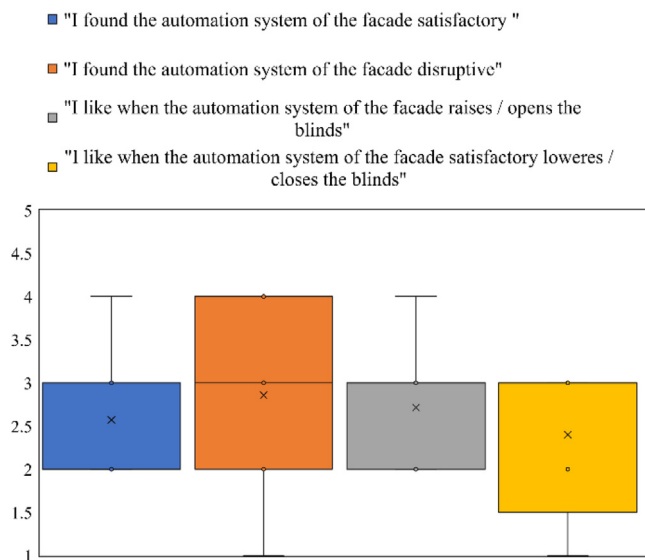 "I found the automation system of the facade satisfactory "
"I found the automation system of the facade disruptive"
"I like when the automation system of the facade raises / opens the
blinds"
"I like when the automation system of the facade satisfactory loweres /
closes the blinds"
5
4.5
4
3.5
3
2.5
2
1.5
1